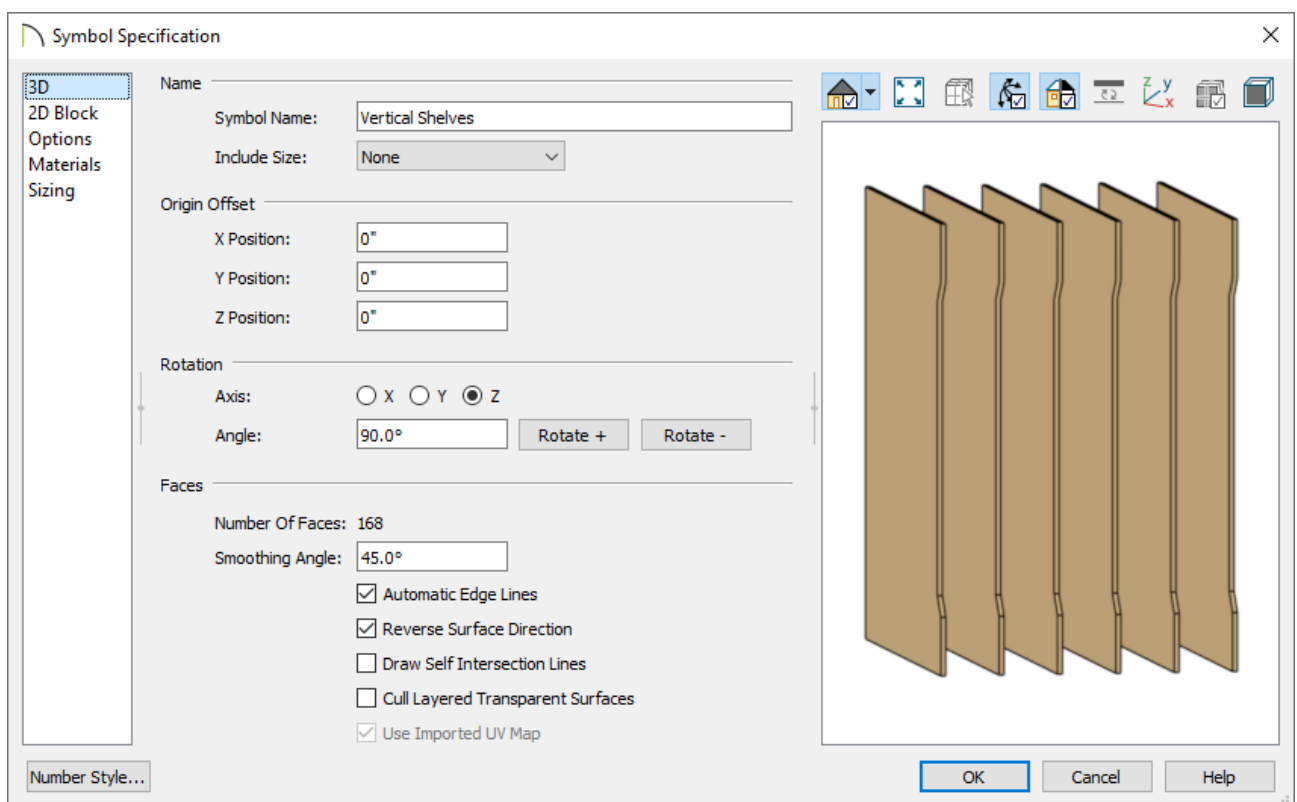 Symbol Specification
3D
2D Block
Options
Materials
Sizing
Name
Symbol Name: Vertical Shelves
Include Size: None
Origin Offset
X Position: 0"
Y Position: 0"
Z Position: 0"
Rotation
Axis: X Y Z
Angle: 90.0° Rotate + Rotate -
Faces
Number Of Faces: 168
Smoothing Angle: 45.0°
Automatic Edge Lines
Reverse Surface Direction
Draw Self Intersection Lines
Cull Layered Transparent Surfaces
Use Imported UV Map
Z y
x
Number Style... OK Cancel Help